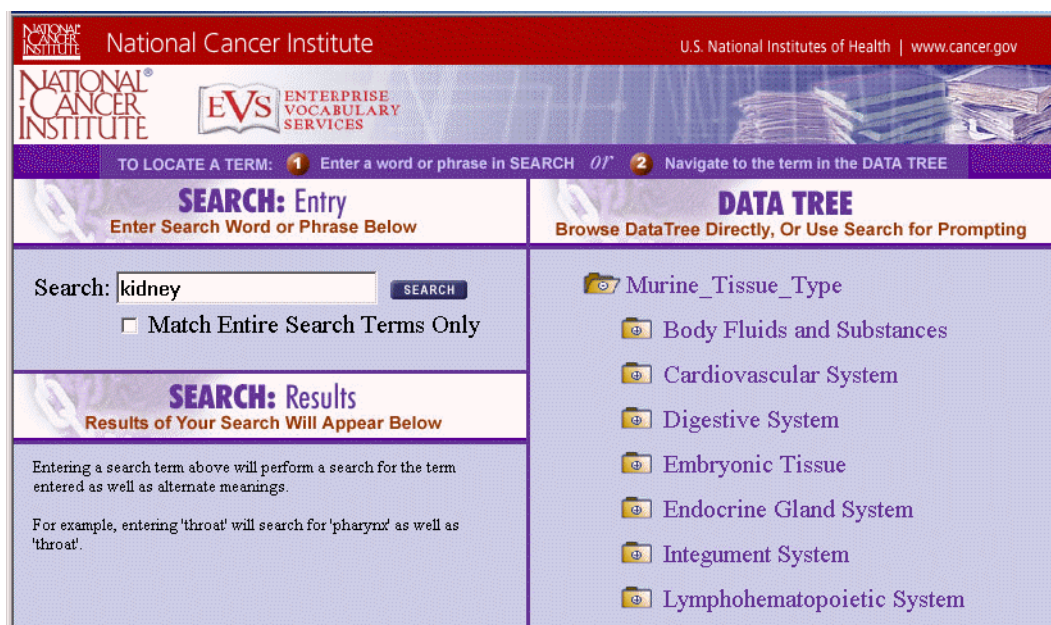 NATIONAL
CANCER
INSTITUTE
National Cancer Institute
U.S. National Institutes of Health | www.cancer.gov
NATIONAL®
CANCER
INSTITUTE
EVS
ENTERPRISE
VOCABULARY
SERVICES
TO LOCATE A TERM: 1 Enter a word or phrase in SEARCH or 2 Navigate to the term in the DATA TREE
SEARCH: Entry
Enter Search Word or Phrase Below
Search: kidney SEARCH
Match Entire Search Terms Only
SEARCH: Results
Results of Your Search Will Appear Below
Entering a search term above will perform a search for the term
entered as well as alternate meanings.
For example, entering 'throat' will search for 'pharynx' as well as
'throat'.
DATA TREE
Browse DataTree Directly, Or Use Search for Prompting
Murine_Tissue_Type
Body Fluids and Substances
Cardiovascular System
Digestive System
Embryonic Tissue
Endocrine Gland System
Integument System
Lymphohematopoietic System